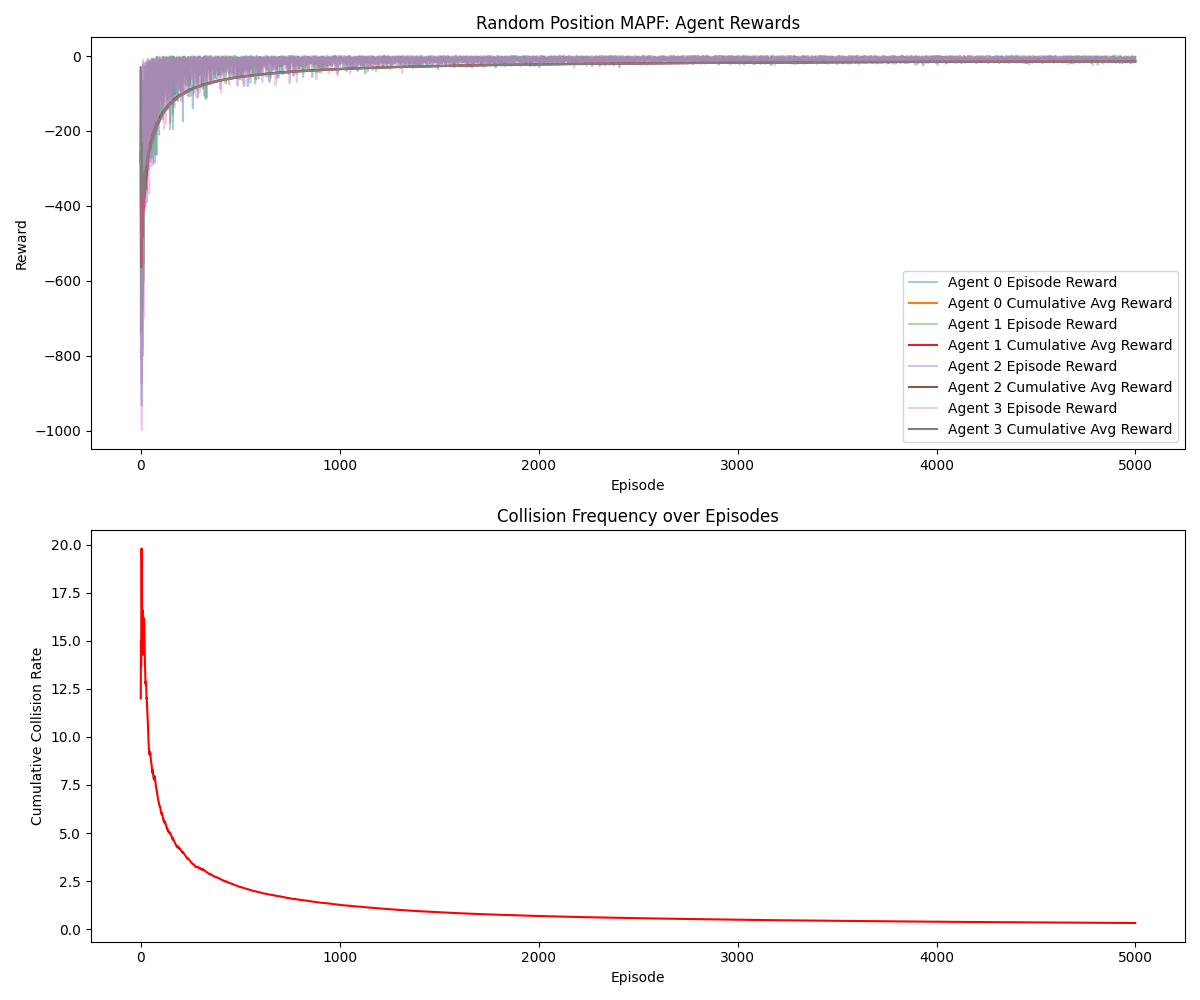 Random Position MAPF: Agent Rewards
0
−200
−400
−600
−800
−1000
Reward
Agent 0 Episode Reward
Agent 0 Cumulative Avg Reward
Agent 1 Episode Reward
Agent 1 Cumulative Avg Reward
Agent 2 Episode Reward
Agent 2 Cumulative Avg Reward
Agent 3 Episode Reward
Agent 3 Cumulative Avg Reward
0 1000 2000 3000 4000 5000
Episode
Collision Frequency over Episodes
20.0
17.5
15.0
12.5
10.0
7.5
5.0
2.5
0.0
Cumulative Collision Rate
0 1000 2000 3000 4000 5000
Episode